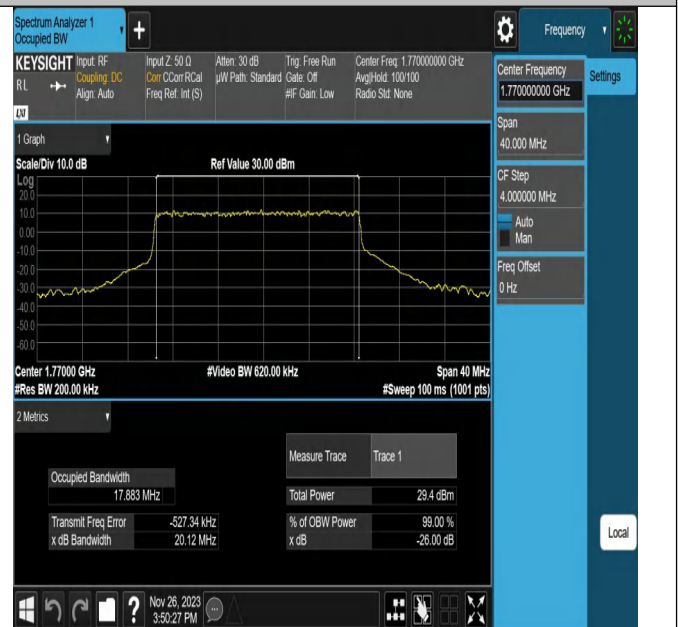 Spectrum Analyzer 1
Occupied BW
Frequency
KEYSIGHT Input: RF Input Z: 50 Ω Atten: 30 dB Trig: Free Run Center Freq: 1.770000000 GHz
RL Coupling: DC Corr CCorr RCal µW Path: Standard Gate: Off Avg|Hold: 100/100
Align: Auto Freq Ref: Int (S) #IF Gain: Low Radio Std: None
LXI
Center Frequency
1.770000000 GHz
Settings
Span
40.000 MHz
CF Step
4.000000 MHz
Auto
Man
Freq Offset
0 Hz
Local
1 Graph
Scale/Div 10.0 dB Ref Value 30.00 dBm
Log
20.0
10.0
0.00
-10.0
-20.0
-30.0
-40.0
-50.0
-60.0
Center 1.77000 GHz #Video BW 620.00 kHz Span 40 MHz
#Res BW 200.00 kHz #Sweep 100 ms (1001 pts)
2 Metrics
Measure Trace Trace 1
Occupied Bandwidth
17.883 MHz
Total Power 29.4 dBm
Transmit Freq Error -527.34 kHz % of OBW Power 99.00 %
x dB Bandwidth 20.12 MHz x dB -26.00 dB
Nov 26, 2023
3:50:27 PM